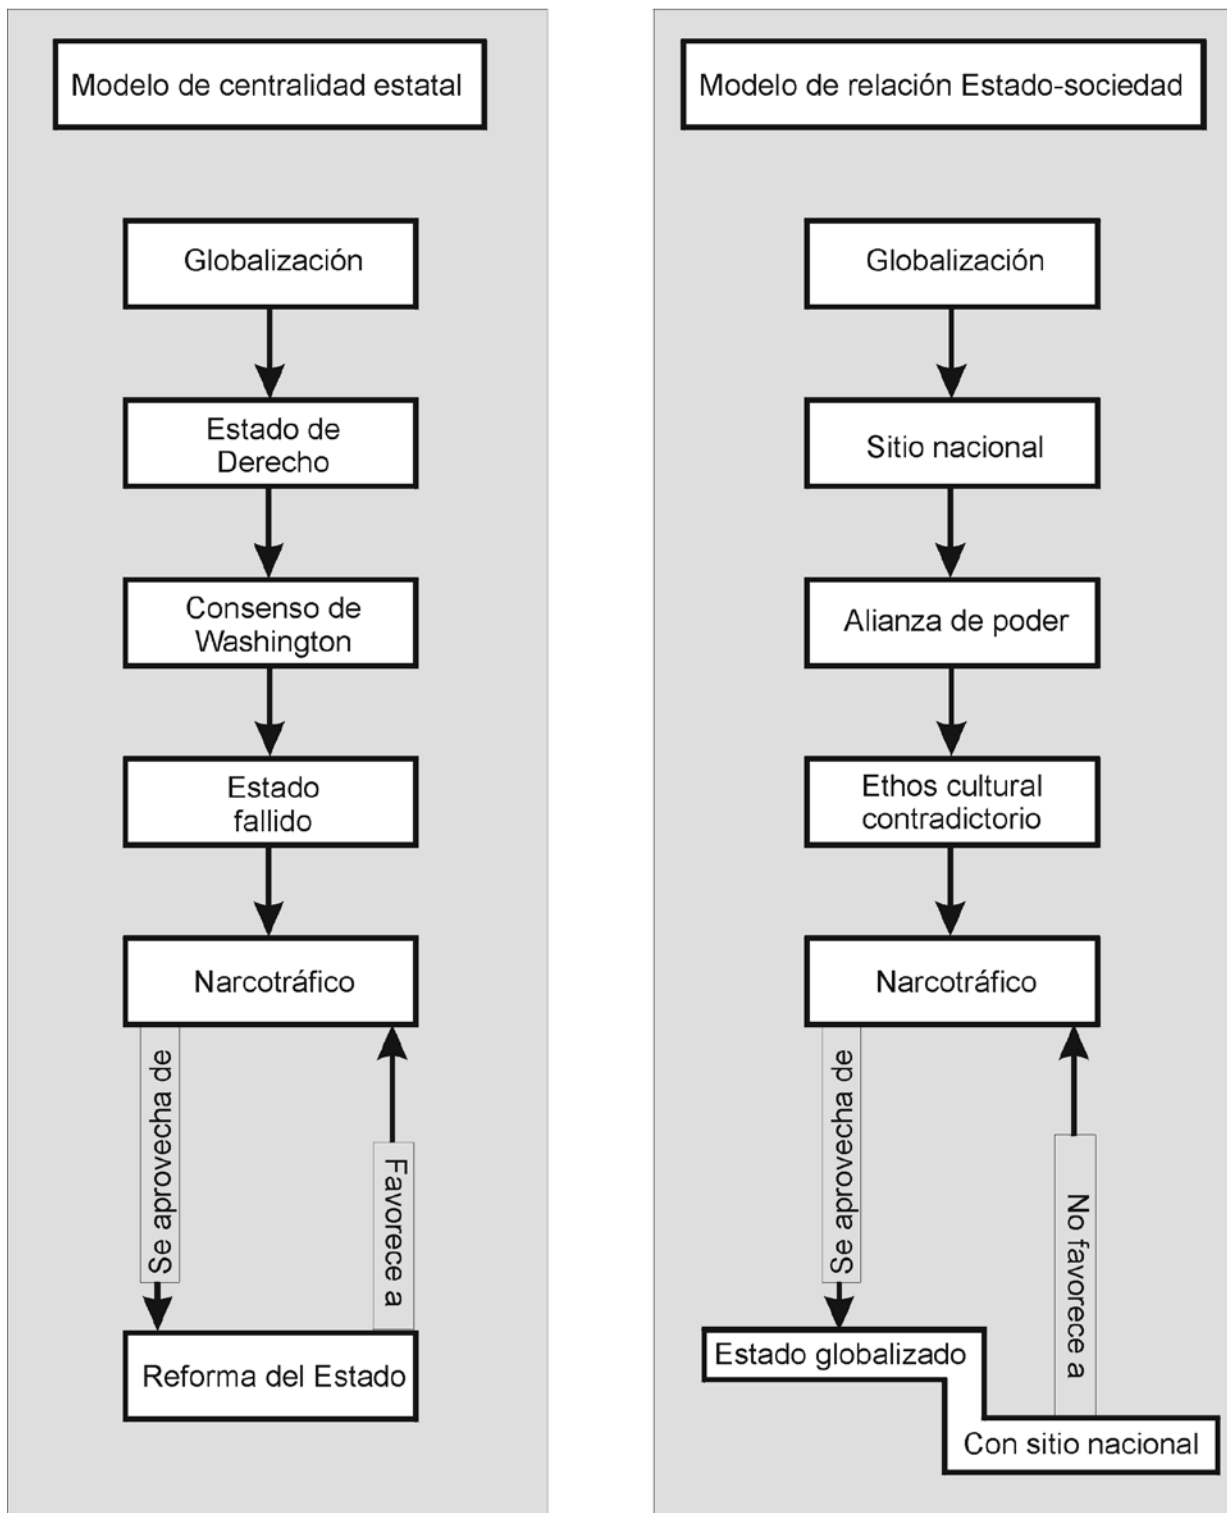 Modelo de centralidad estatal
Globalización
Estado de
Derecho
Consenso de
Washington
Estado
fallido
Narcotráfico
Se aprovecha de
Favorece a
Reforma del Estado
Modelo de relación Estado-sociedad
Globalización
Sitio nacional
Alianza de poder
Ethos cultural
contradictorio
Narcotráfico
Se aprovecha de
No favorece a
Estado globalizado
Con sitio nacional